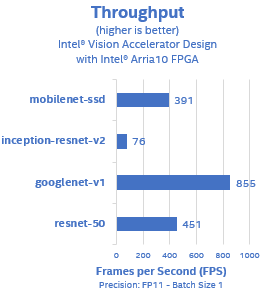 Throughput
(higher is better)
Intel® Vision Accelerator Design
with Intel® Arria10 FPGA
mobilenet-ssd 391
inception-resnet-v2 76
googlenet-v1 855
resnet-50 451
0 200 400 600 800 1000
Frames per Second (FPS)
Precision: FP11 - Batch Size 1